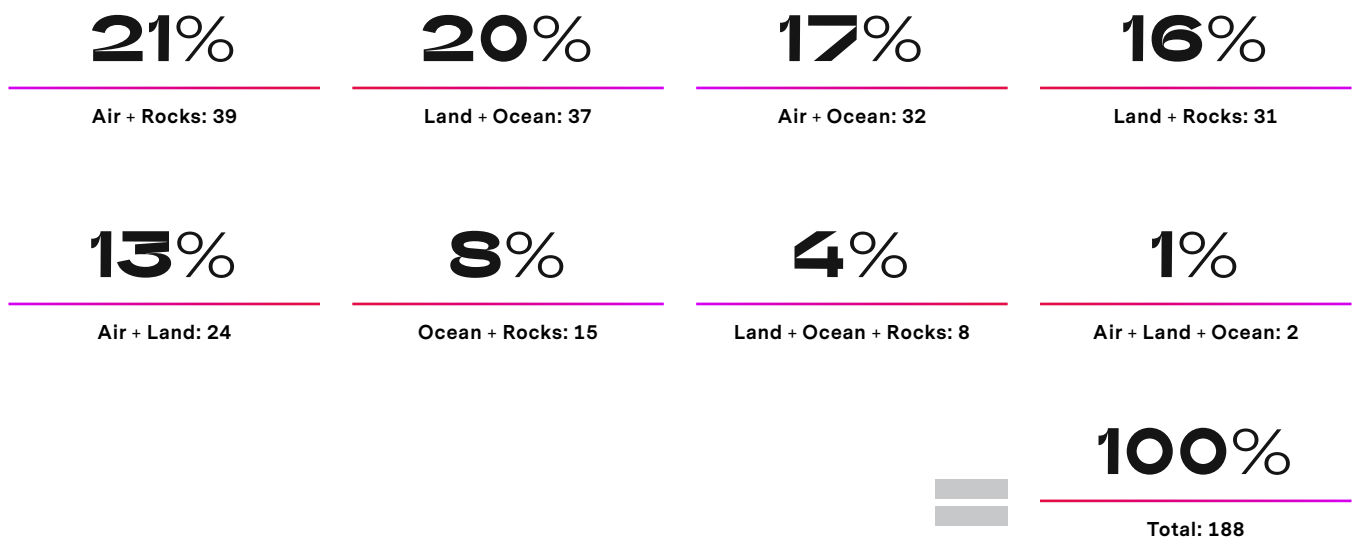 21% 20% 17% 16%
Air + Rocks: 39 Land + Ocean: 37 Air + Ocean: 32 Land + Rocks: 31
13% 8% 4% 1%
Air + Land: 24 Ocean + Rocks: 15 Land + Ocean + Rocks: 8 Air + Land + Ocean: 2
100%
Total: 188